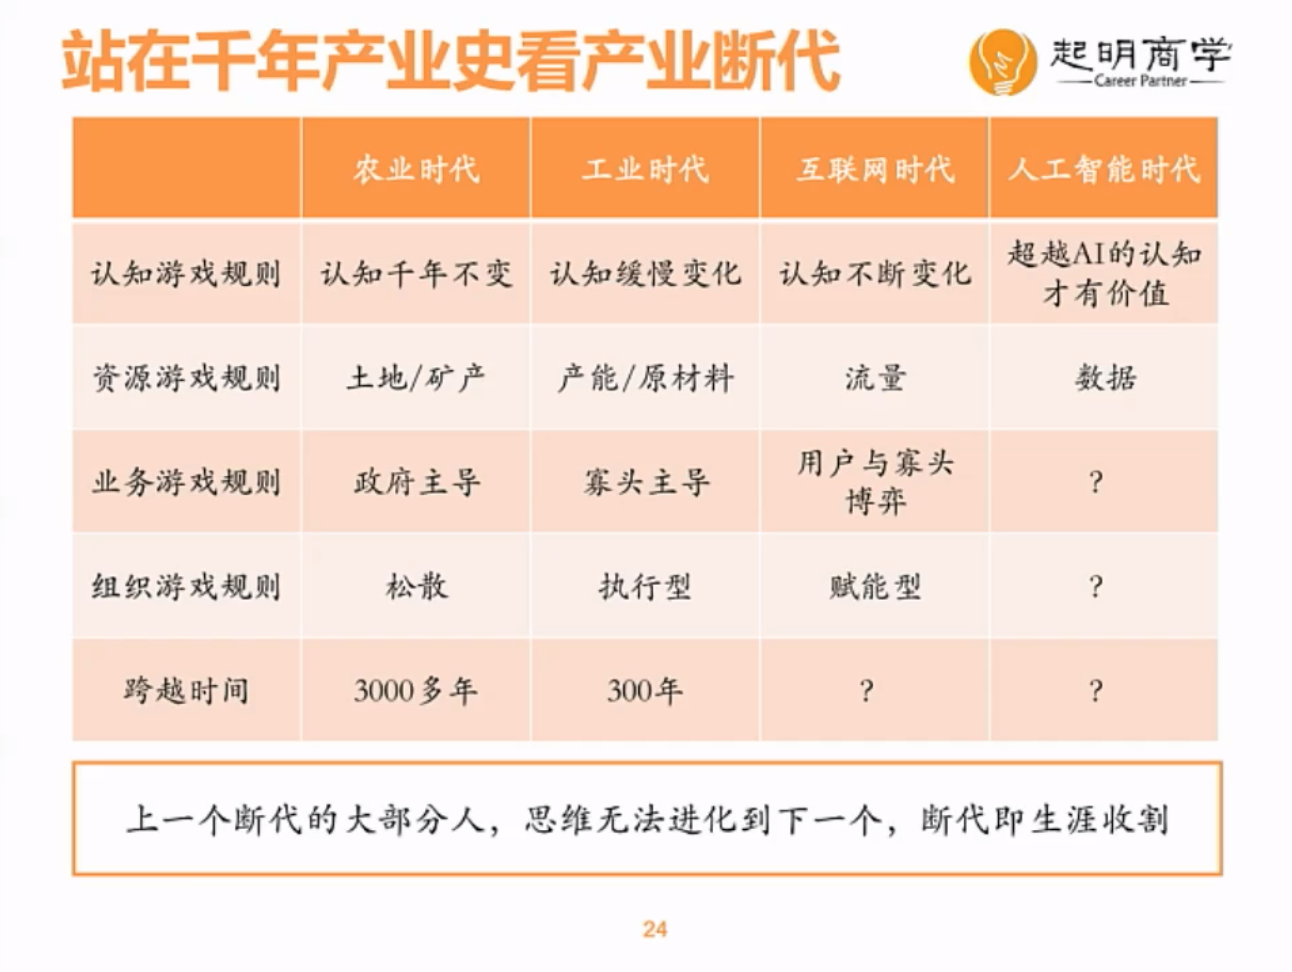 站在千年产业史看产业断代
起明商学
Career Partner
农业时代 工业时代 互联网时代 人工智能时代
认知游戏规则 认知千年不变 认知缓慢变化 认知不断变化 超越AI的认知
才有价值
资源游戏规则 土地/矿产 产能/原材料 流量 数据
业务游戏规则 政府主导 寡头主导 用户与寡头
博弈 ?
组织游戏规则 松散 执行型 赋能型 ?
跨越时间 3000多年 300年 ? ?
上一个断代的大部分人，思维无法进化到下一个，断代即生涯收割
24